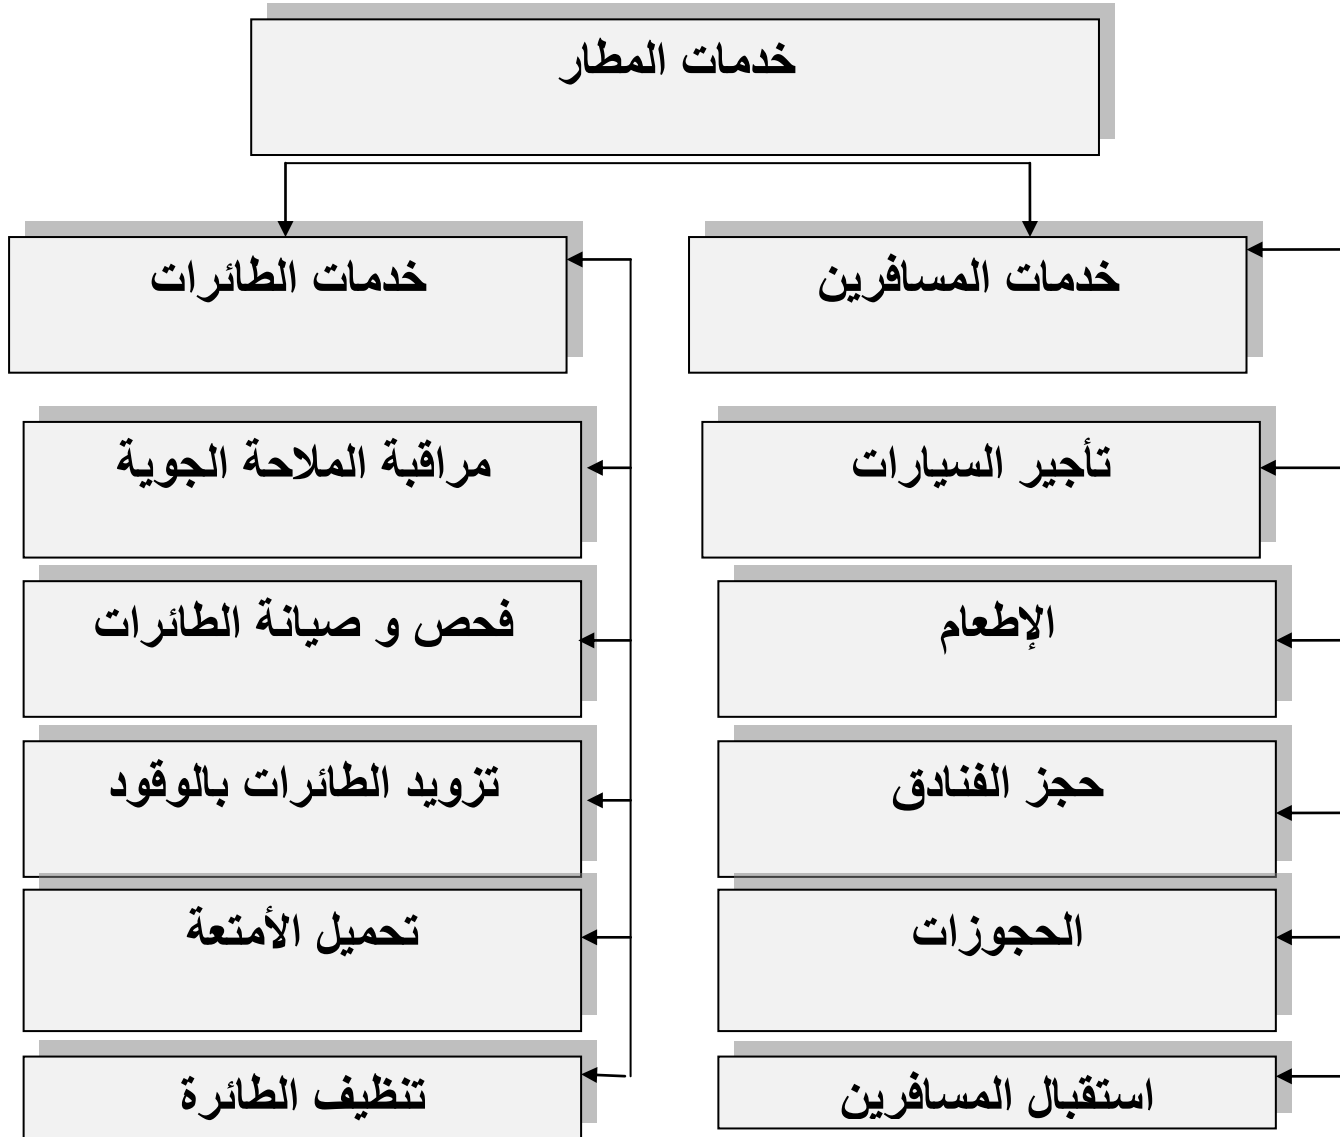 خدمات المطار
خدمات المسافرين
خدمات الطائرات
تأجير السيارات
مراقبة الملاحة الجوية
الإطعام
فحص و صيانة الطائرات
حجز الفنادق
تزويد الطائرات بالوقود
الحجوزات
تحميل الأمتعة
استقبال المسافرين
تنظيف الطائرة